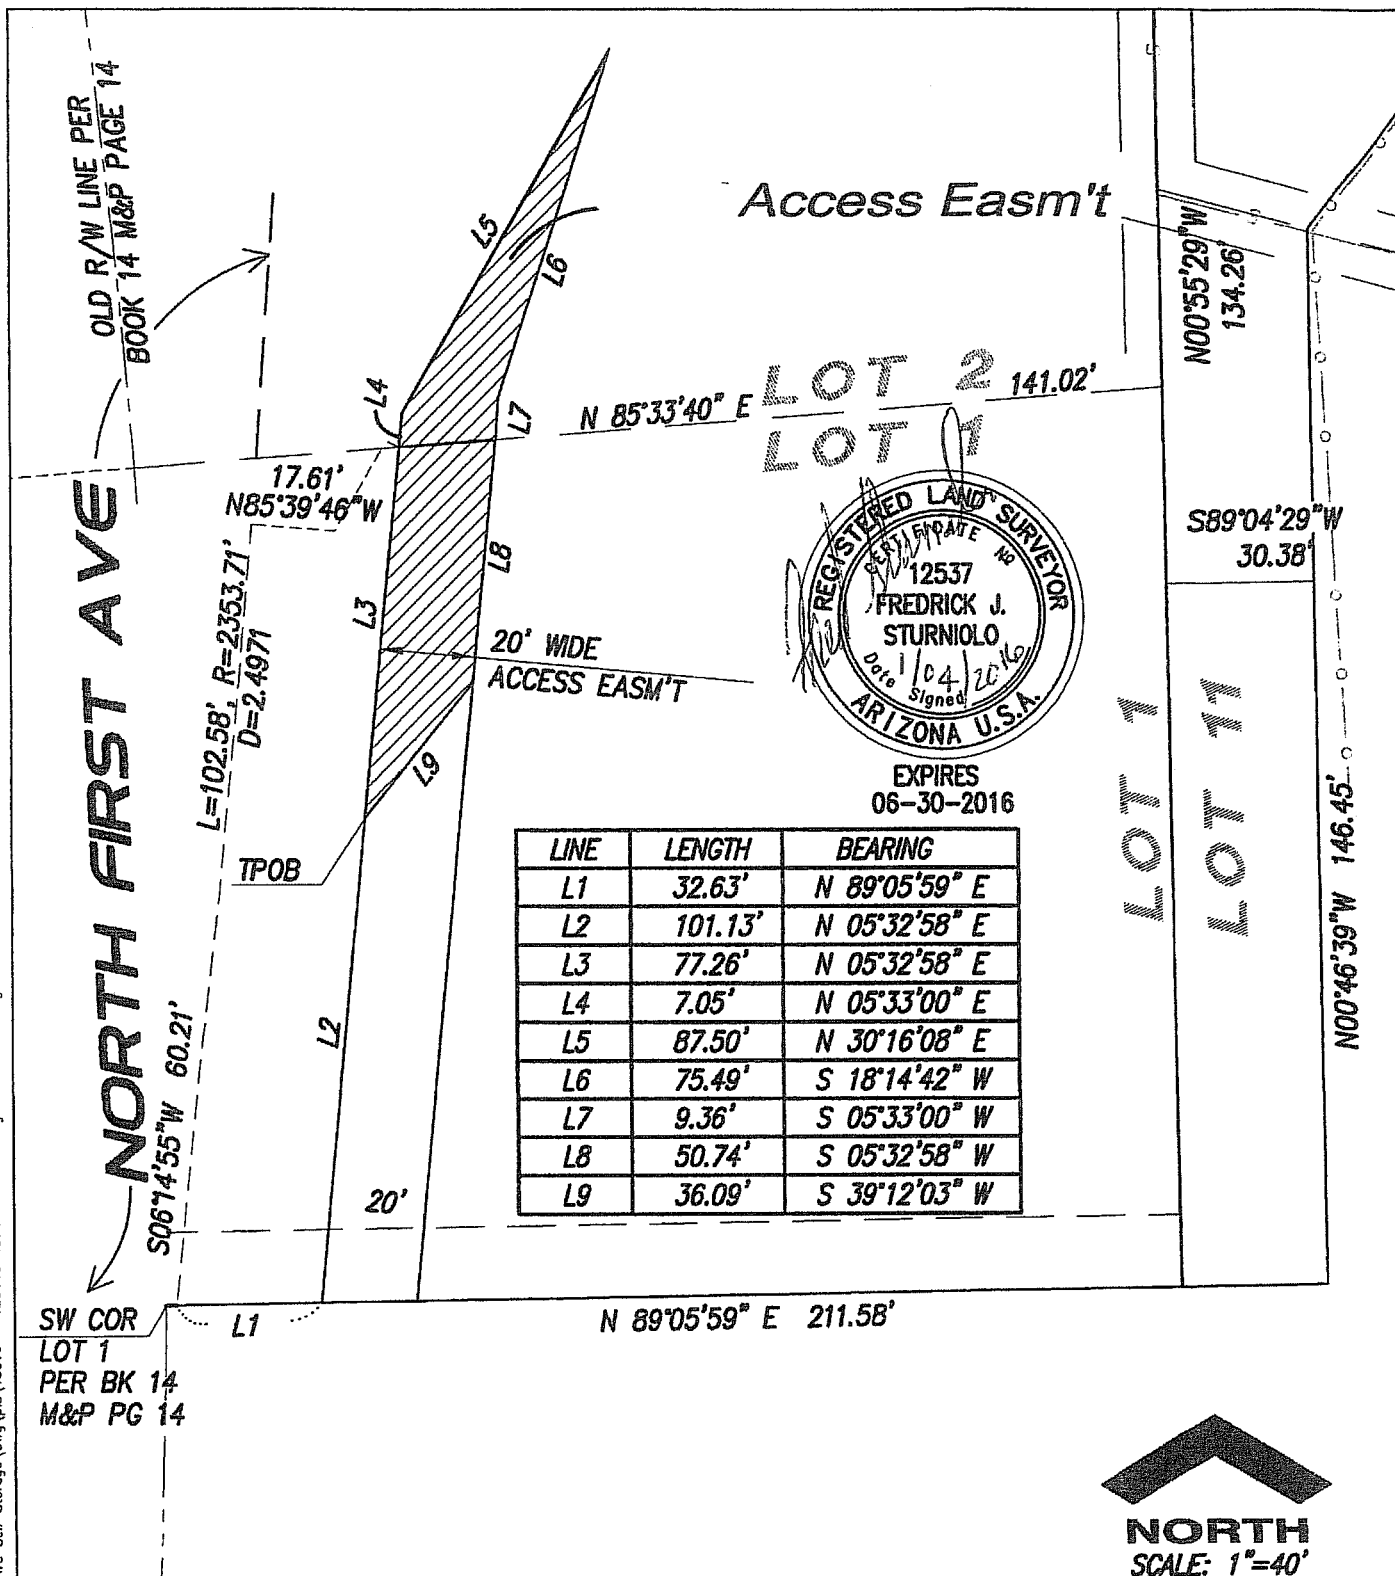 OLD R/W LINE PER
BOOK 14 M&P PAGE 14
Access Easm't
L5
L6
L4
L7
N00°55'29"W
134.26'
LOT 2
N 85°33'40" E
141.02'
LOT 1
17.61'
N85°39'46"W
NORTH FIRST AVE
REGISTERED LAND SURVEYOR
CERTIFICATE No
12537
FREDRICK J.
STURNIOLO
Date
1/04/2016
Signed
ARIZONA U.S.A.
EXPIRES
06-30-2016
S89°04'29"W
30.38'
L=102.58', R=2353.71'
D=2.4971
L3
L8
20' WIDE
ACCESS EASM'T
L9
TPOB
LOT 1
LOT 11
N00°46'39"W 146.45'
LINE LENGTH BEARING
L1 32.63' N 89°05'59" E
L2 101.13' N 05°32'58" E
L3 77.26' N 05°32'58" E
L4 7.05' N 05°33'00" E
L5 87.50' N 30°16'08" E
L6 75.49' S 18°14'42" W
L7 9.36' S 05°33'00" W
L8 50.74' S 05°32'58" W
L9 36.09' S 39°12'03" W
L2
S06°14'55"W 60.21'
20'
SW COR
LOT 1
PER BK 14
M&P PG 14
L1
N 89°05'59" E 211.58'
NORTH
SCALE: 1"=40'